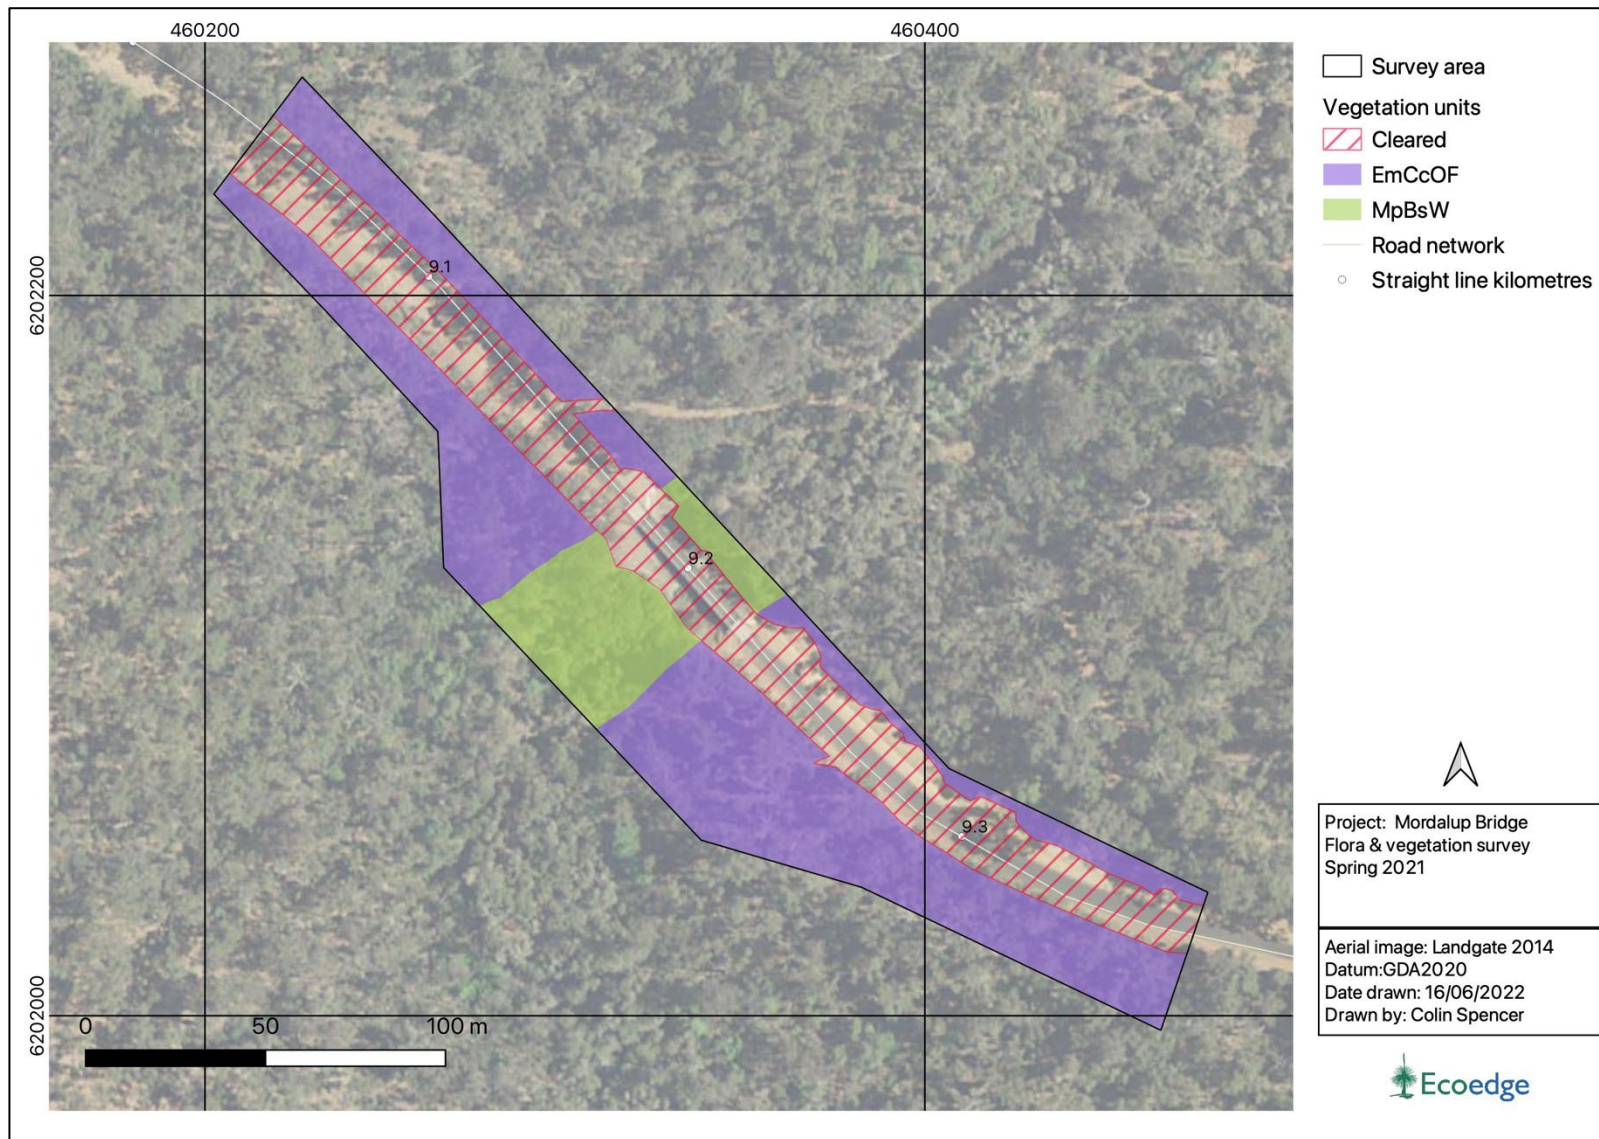 460200
460400
6202200
6202000
9.1
9.2
9.3
0 50 100 m
Survey area
Vegetation units
Cleared
EmCcOF
MpBsW
Road network
Straight line kilometres
Project: Mordalup Bridge
Flora & vegetation survey
Spring 2021
Aerial image: Landgate 2014
Datum:GDA2020
Date drawn: 16/06/2022
Drawn by: Colin Spencer
Ecoedge